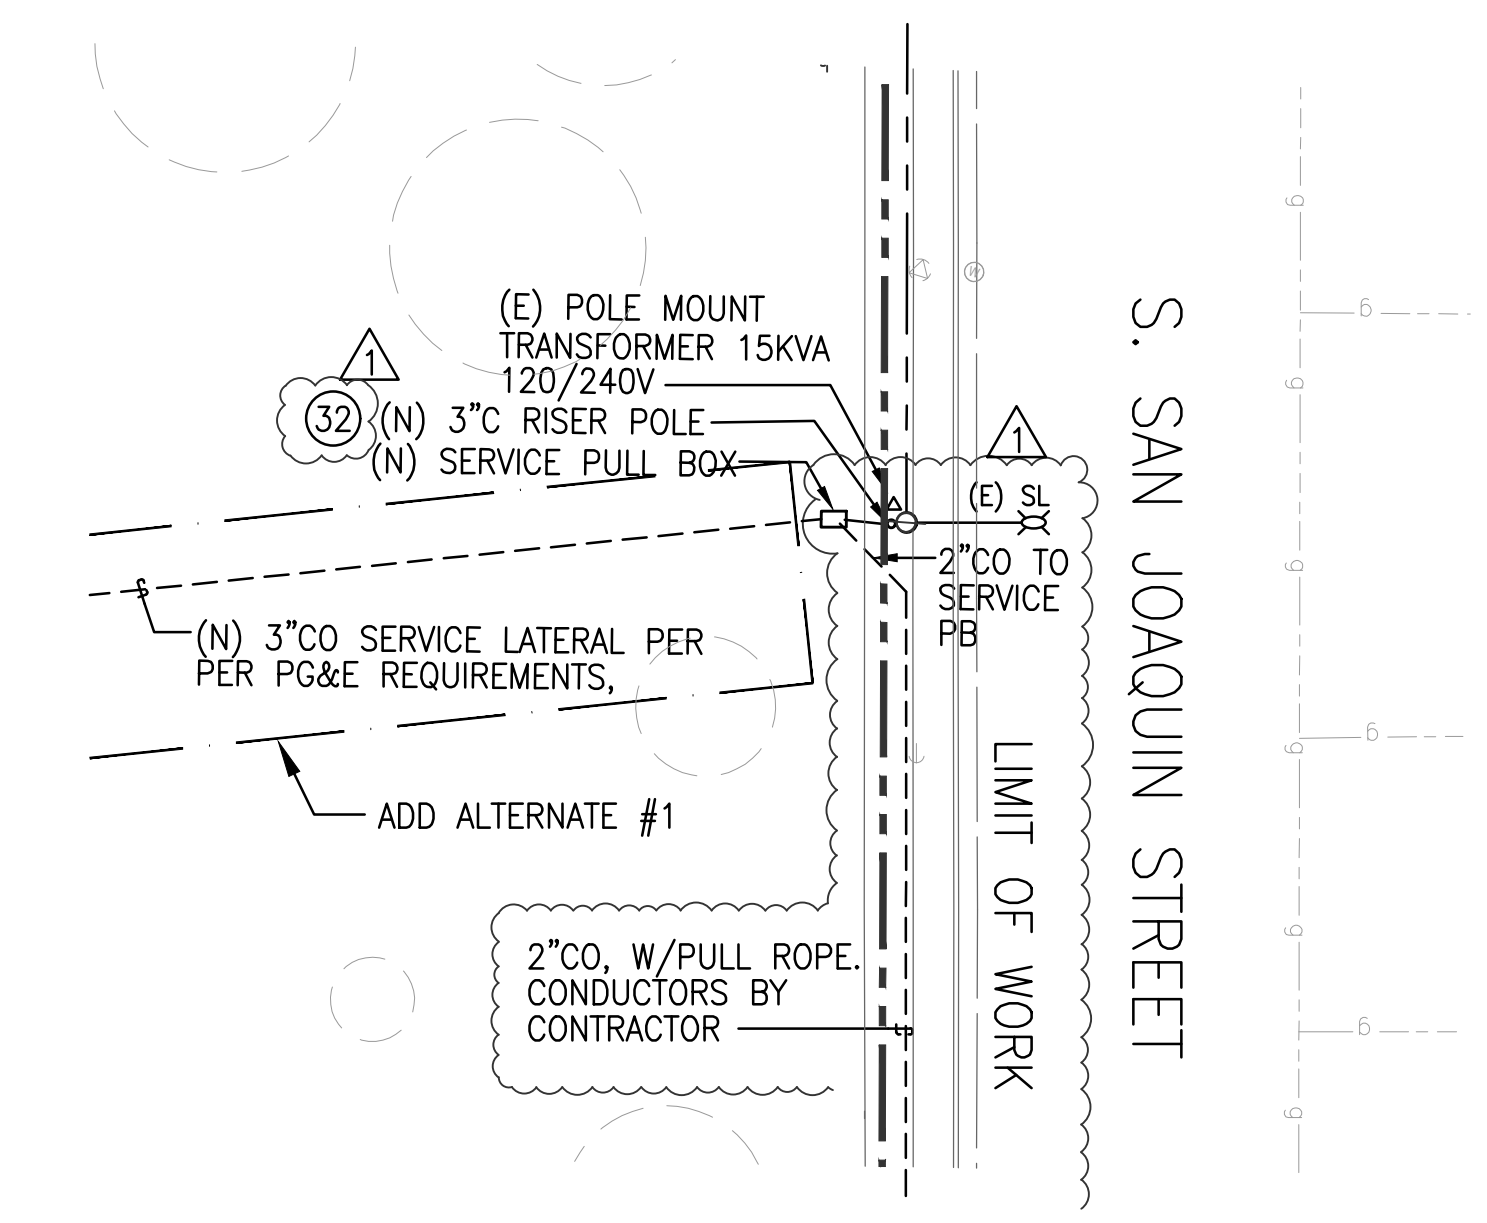 (E) POLE MOUNT
TRANSFORMER 15KVA
120/240V
1
32
(N) 3"C RISER POLE
(N) SERVICE PULL BOX
1
(E) SL
2"CO TO
SERVICE
PB
(N) 3"CO SERVICE LATERAL PER
PER PG&E REQUIREMENTS,
ADD ALTERNATE #1
2"CO, W/PULL ROPE.
CONDUCTORS BY
CONTRACTOR
LIMIT OF WORK
S. SAN JOAQUIN STREET
W
g
g
g
g
g
g
g
g
g